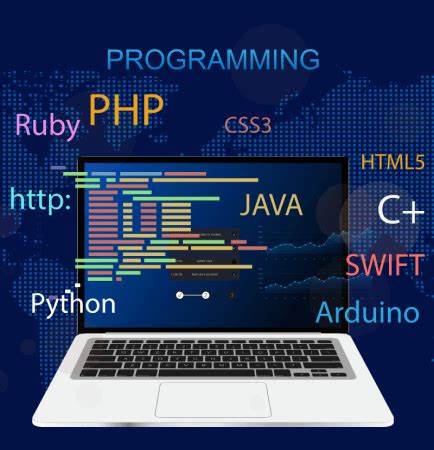 PROGRAMMING
PHP
Ruby
CSS3
HTML5
http:
JAVA
C+
SWIFT
Python
Arduino